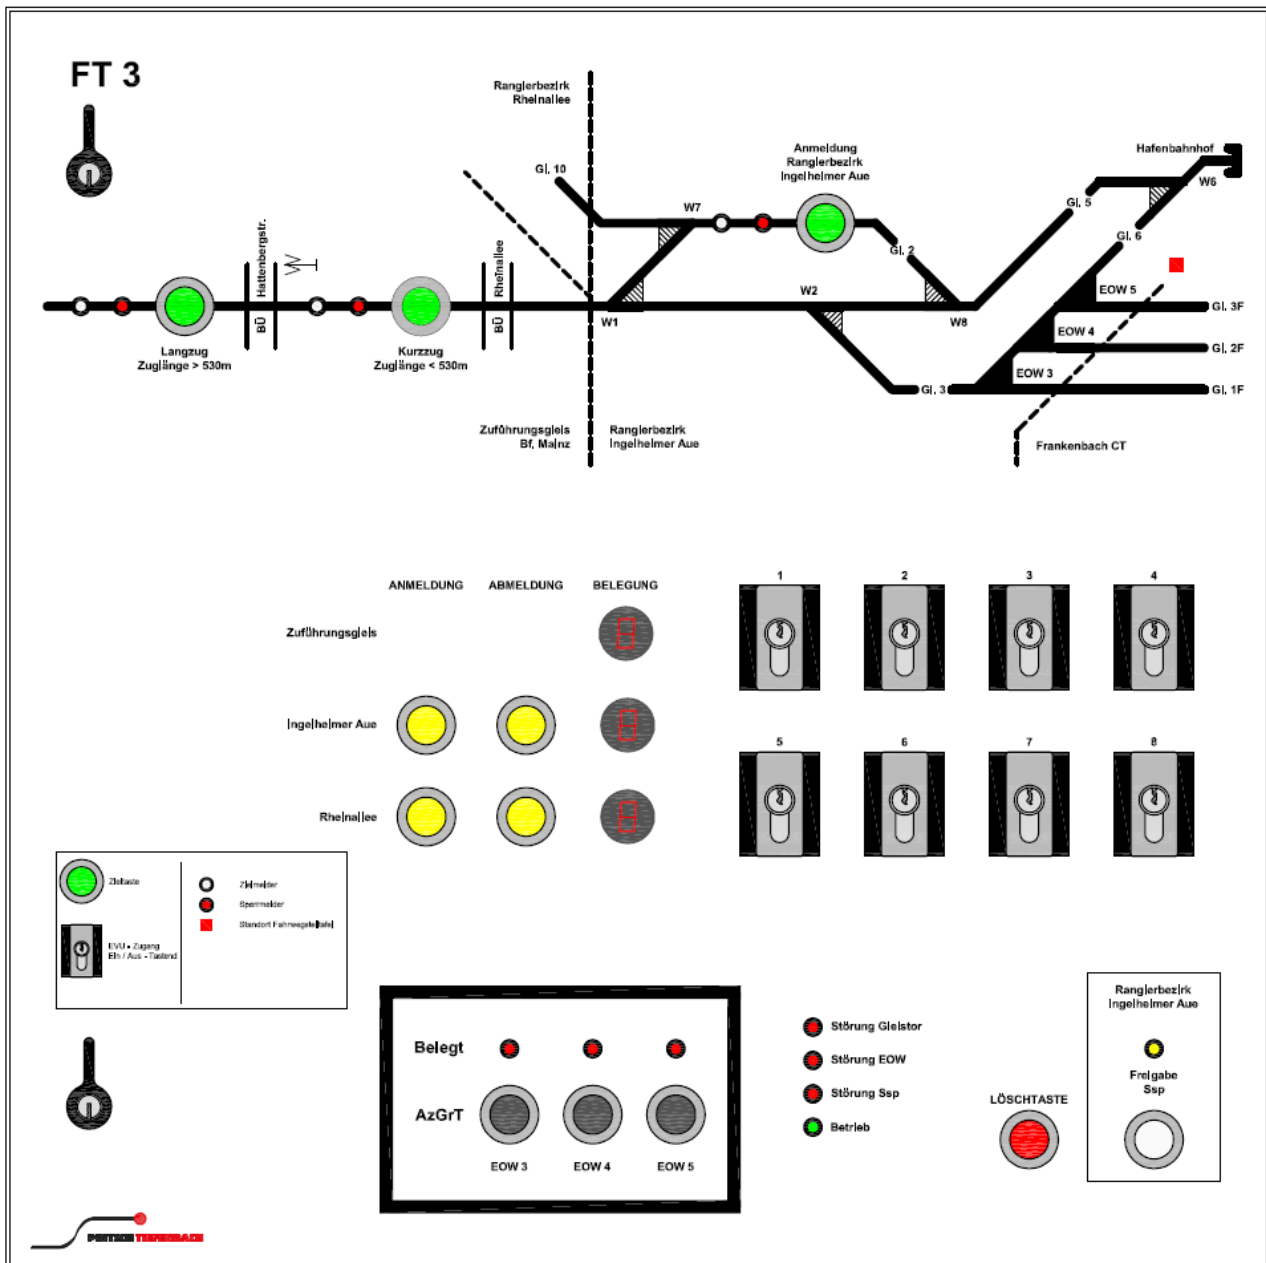 FT 3
Rangierbezirk
Rheinallee
Gl. 10
Anmeldung
Rangierbezirk
Ingelheimer Aue
Hafenbahnhof
W6
W7
Gl. 5
Gl. 6
Gl. 2
BÜ Hattenbergstr.
BÜ Rheinallee
EOW 5
W2
Gl. 3F
W1
W8
EOW 4
Gl. 2F
Langzug
Zuglänge > 530m
Kurzzug
Zuglänge < 530m
EOW 3
Gl. 3
Gl. 1F
Zuführungsgleis
Bf. Mainz
Rangierbezirk
Ingelheimer Aue
Frankenbach CT
ANMELDUNG ABMELDUNG BELEGUNG
Zuführungsgleis
Ingelheimer Aue
Rheinallee
1 2 3 4
5 6 7 8
Zieltaste
EVU - Zugang
Ein / Aus - Tastend
Zielmelder
Sperrmelder
Standort Fahrwegstelltafel
Belegt
AzGrT
EOW 3 EOW 4 EOW 5
Störung Gleistor
Störung EOW
Störung Ssp
Betrieb
LÖSCHTASTE
Rangierbezirk
Ingelheimer Aue
Freigabe
Ssp
PINTSCH TIEFENBACH